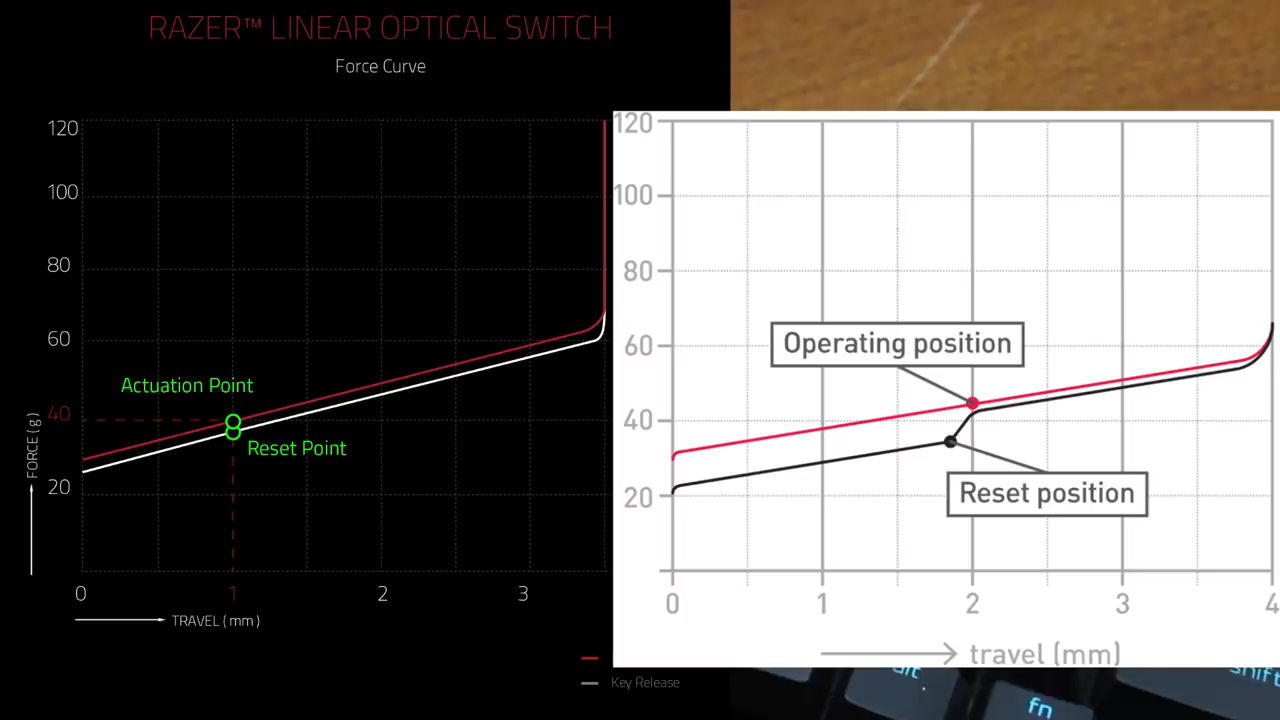 RAZER™ LINEAR OPTICAL SWITCH
Force Curve
120
100
80
60
40
20
Actuation Point
Reset Point
FORCE (g)
0
1
2
3
TRAVEL (mm)
Key Release
120
100
80
60
40
20
Operating position
Reset position
0
1
2
3
4
travel (mm)
alt
fn
shift